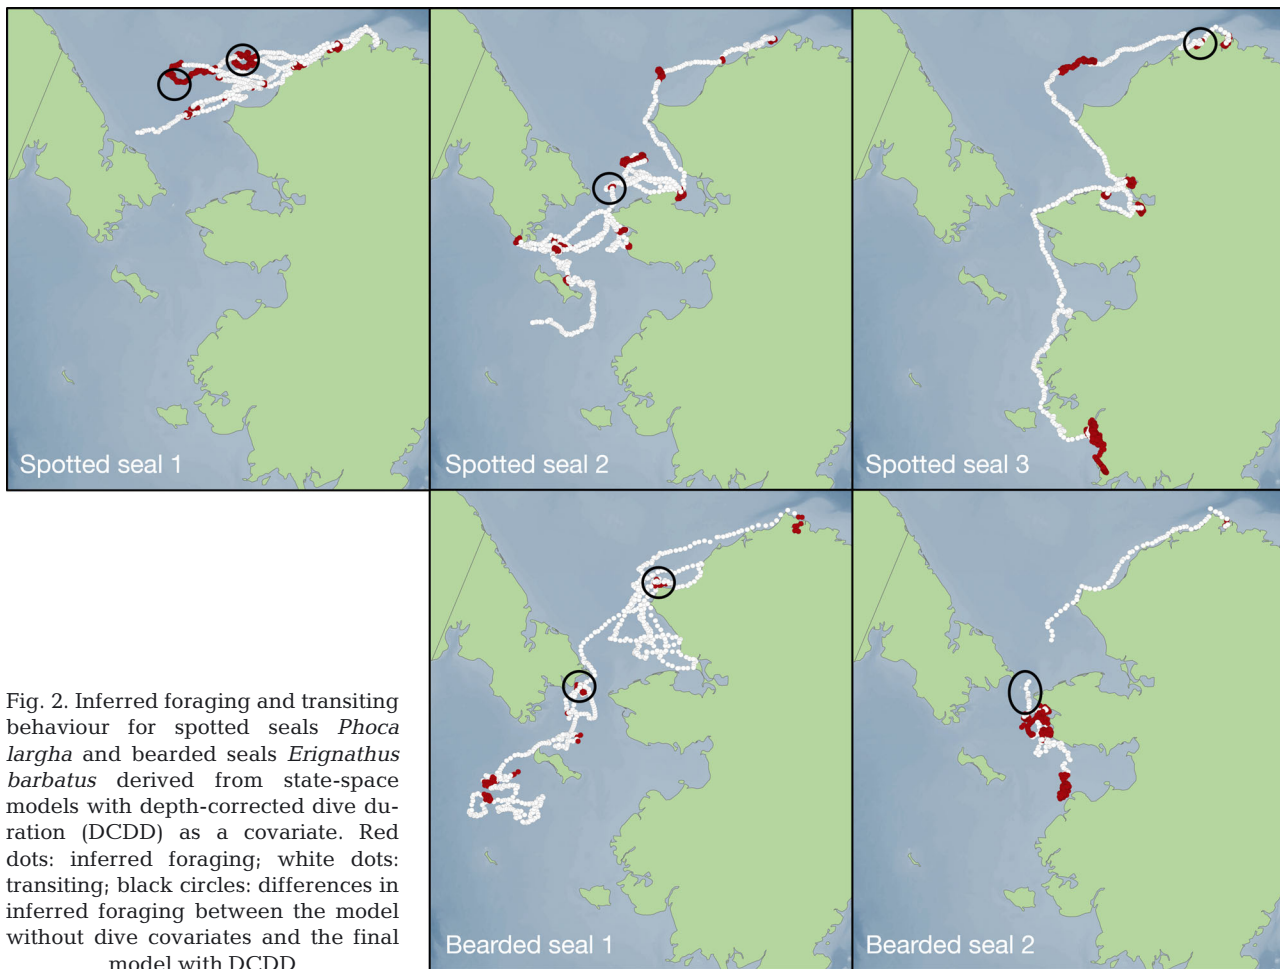 Spotted seal 1
Spotted seal 2
Spotted seal 3
Bearded seal 1
Bearded seal 2
Fig. 2. Inferred foraging and transiting
behaviour for spotted seals Phoca
largha and bearded seals Erignathus
barbatus derived from state-space
models with depth-corrected dive du-
ration (DCDD) as a covariate. Red
dots: inferred foraging; white dots:
transiting; black circles: differences in
inferred foraging between the model
without dive covariates and the final
model with DCDD